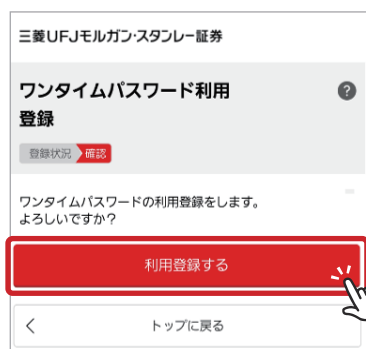 三菱UFJモルガン・スタンレー証券
ワンタイムパスワード利用
登録
?
登録状況 確認
ワンタイムパスワードの利用登録をします。
よろしいですか?
利用登録する
トップに戻る